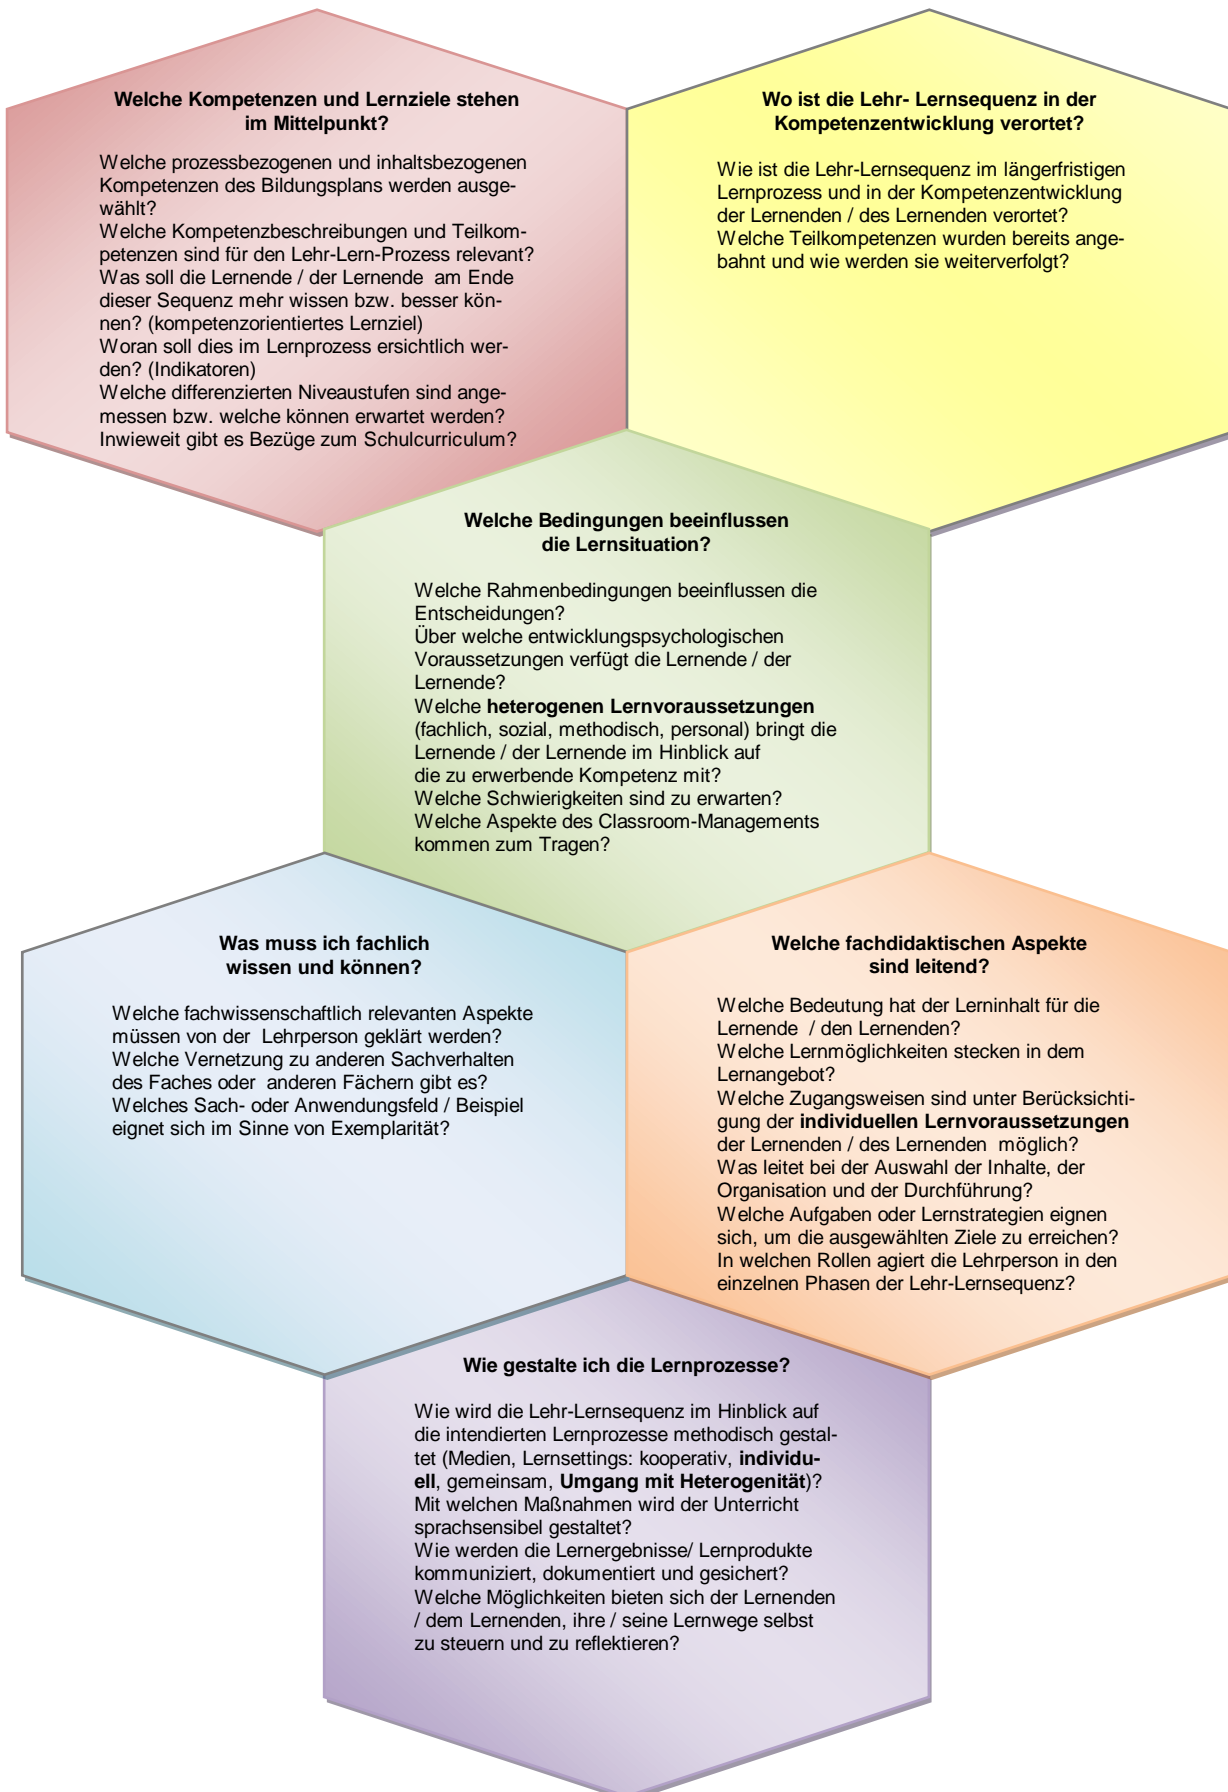 Welche Kompetenzen und Lernziele stehen
im Mittelpunkt?
Welche prozessbezogenen und inhaltsbezogenen
Kompetenzen des Bildungsplans werden ausge-
wählt?
Welche Kompetenzbeschreibungen und Teilkom-
petenzen sind für den Lehr-Lern-Prozess relevant?
Was soll die Lernende / der Lernende am Ende
dieser Sequenz mehr wissen bzw. besser kön-
nen? (kompetenzorientiertes Lernziel)
Woran soll dies im Lernprozess ersichtlich wer-
den? (Indikatoren)
Welche differenzierten Niveaustufen sind ange-
messen bzw. welche können erwartet werden?
Inwieweit gibt es Bezüge zum Schulcurriculum?
Wo ist die Lehr- Lernsequenz in der
Kompetenzentwicklung verortet?
Wie ist die Lehr-Lernsequenz im längerfristigen
Lernprozess und in der Kompetenzentwicklung
der Lernenden / des Lernenden verortet?
Welche Teilkompetenzen wurden bereits ange-
bahnt und wie werden sie weiterverfolgt?
Welche Bedingungen beeinflussen
die Lernsituation?
Welche Rahmenbedingungen beeinflussen die
Entscheidungen?
Über welche entwicklungspsychologischen
Voraussetzungen verfügt die Lernende / der
Lernende?
Welche heterogenen Lernvoraussetzungen
(fachlich, sozial, methodisch, personal) bringt die
Lernende / der Lernende im Hinblick auf
die zu erwerbende Kompetenz mit?
Welche Schwierigkeiten sind zu erwarten?
Welche Aspekte des Classroom-Managements
kommen zum Tragen?
Was muss ich fachlich
wissen und können?
Welche fachwissenschaftlich relevanten Aspekte
müssen von der Lehrperson geklärt werden?
Welche Vernetzung zu anderen Sachverhalten
des Faches oder anderen Fächern gibt es?
Welches Sach- oder Anwendungsfeld / Beispiel
eignet sich im Sinne von Exemplarität?
Welche fachdidaktischen Aspekte
sind leitend?
Welche Bedeutung hat der Lerninhalt für die
Lernende / den Lernenden?
Welche Lernmöglichkeiten stecken in dem
Lernangebot?
Welche Zugangsweisen sind unter Berücksichti-
gung der individuellen Lernvoraussetzungen
der Lernenden / des Lernenden möglich?
Was leitet bei der Auswahl der Inhalte, der
Organisation und der Durchführung?
Welche Aufgaben oder Lernstrategien eignen
sich, um die ausgewählten Ziele zu erreichen?
In welchen Rollen agiert die Lehrperson in den
einzelnen Phasen der Lehr-Lernsequenz?
Wie gestalte ich die Lernprozesse?
Wie wird die Lehr-Lernsequenz im Hinblick auf
die intendierten Lernprozesse methodisch gestal-
tet (Medien, Lernsettings: kooperativ, individu-
ell, gemeinsam, Umgang mit Heterogenität)?
Mit welchen Maßnahmen wird der Unterricht
sprachsensibel gestaltet?
Wie werden die Lernergebnisse/ Lernprodukte
kommuniziert, dokumentiert und gesichert?
Welche Möglichkeiten bieten sich der Lernenden
/ dem Lernenden, ihre / seine Lernwege selbst
zu steuern und zu reflektieren?